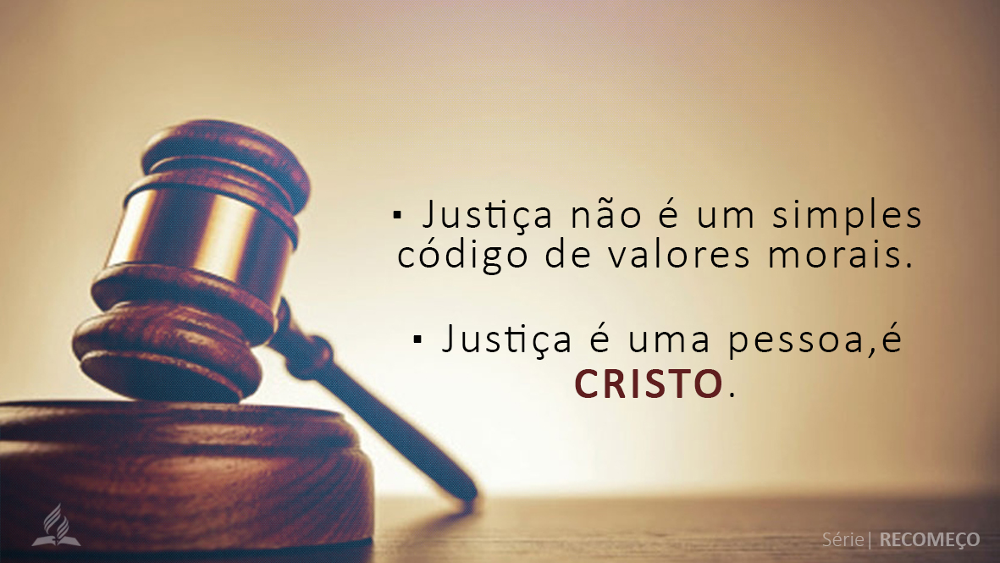 ▪ Justiça não é um simples
código de valores morais.
▪ Justiça é uma pessoa,é
CRISTO.
Série| RECOMEÇO